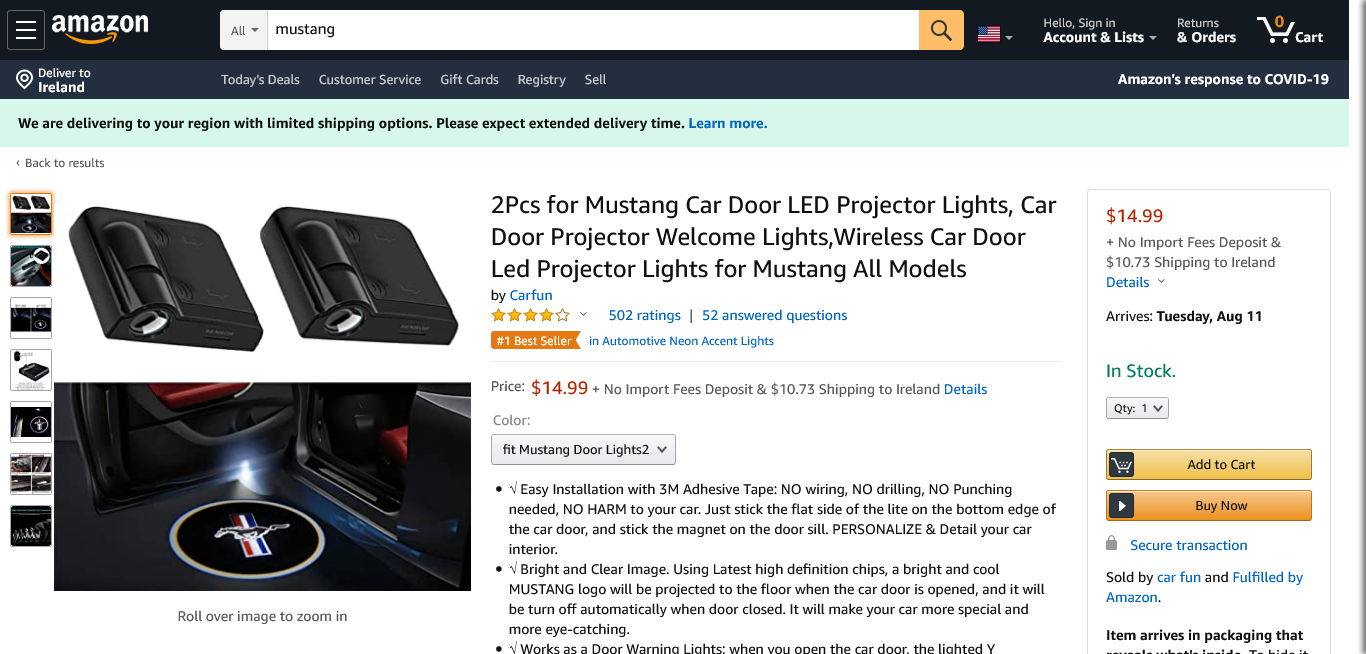 amazon
All
mustang
Hello, Sign in
Account & Lists
Returns
& Orders
0
Cart
Deliver to
Ireland
Today's Deals
Customer Service
Gift Cards
Registry
Sell
Amazon's response to COVID-19
We are delivering to your region with limited shipping options. Please expect extended delivery time. Learn more.
‹ Back to results
Roll over image to zoom in
2Pcs for Mustang Car Door LED Projector Lights, Car
Door Projector Welcome Lights,Wireless Car Door
Led Projector Lights for Mustang All Models
by Carfun
502 ratings | 52 answered questions
#1 Best Seller in Automotive Neon Accent Lights
Price: $14.99 + No Import Fees Deposit & $10.73 Shipping to Ireland Details
Color:
fit Mustang Door Lights2
• √ Easy Installation with 3M Adhesive Tape: NO wiring, NO drilling, NO Punching
needed, NO HARM to your car. Just stick the flat side of the lite on the bottom edge of
the car door, and stick the magnet on the door sill. PERSONALIZE & Detail your car
interior.
• √ Bright and Clear Image. Using Latest high definition chips, a bright and cool
MUSTANG logo will be projected to the floor when the car door is opened, and it will
be turn off automatically when door closed. It will make your car more special and
more eye-catching.
• √ Works as a Door Warning Lights: when you open the car door, the lighted Y
$14.99
+ No Import Fees Deposit &
$10.73 Shipping to Ireland
Details
Arrives: Tuesday, Aug 11
In Stock.
Qty: 1
Add to Cart
Buy Now
Secure transaction
Sold by car fun and Fulfilled by
Amazon.
Item arrives in packaging that
reveals what's inside. To hide it